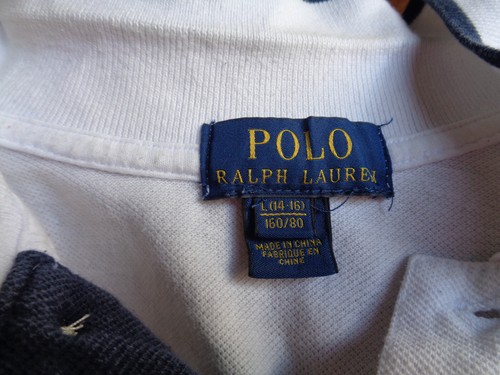 POLO
RALPH LAUREN
L (14-16)
160/80
MADE IN CHINA
FABRIQUE EN
CHINE